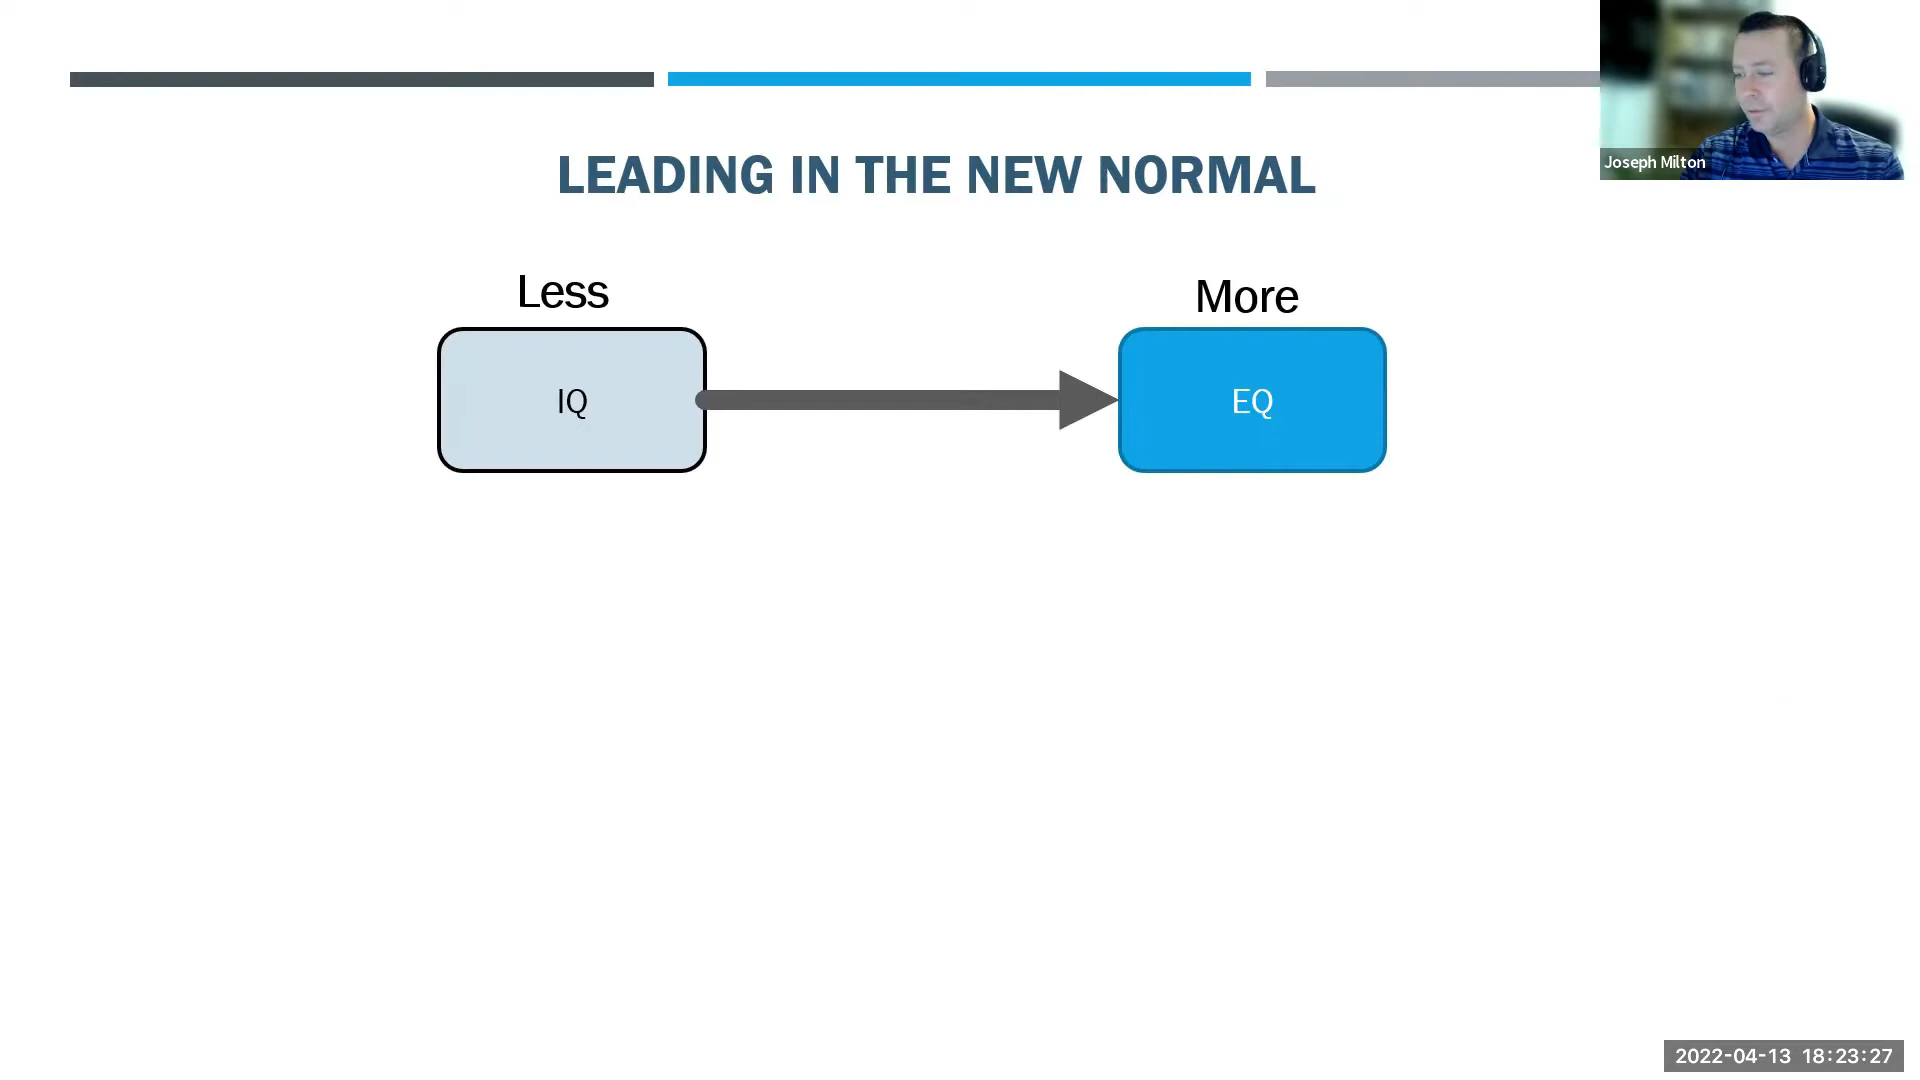 Joseph Milton
LEADING IN THE NEW NORMAL
Less
More
IQ
EQ
2022-04-13 18:23:27